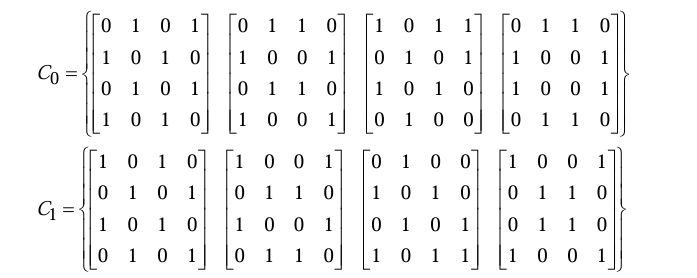 C0 = { [ 0 1 0 1 ] [ 0 1 1 0 ] [ 1 0 1 1 ] [ 0 1 1 0 ]
1 0 1 0 1 0 0 1 0 1 0 1 1 0 0 1
0 1 0 1 0 1 1 0 1 0 1 0 1 0 0 1
1 0 1 0 1 0 0 1 0 1 0 0 0 1 1 0 }
C1 = { [ 1 0 1 0 ] [ 1 0 0 1 ] [ 0 1 0 0 ] [ 1 0 0 1 ]
0 1 0 1 0 1 1 0 1 0 1 0 0 1 1 0
1 0 1 0 1 0 0 1 0 1 0 1 0 1 1 0
0 1 0 1 0 1 1 0 1 0 1 1 1 0 0 1 }